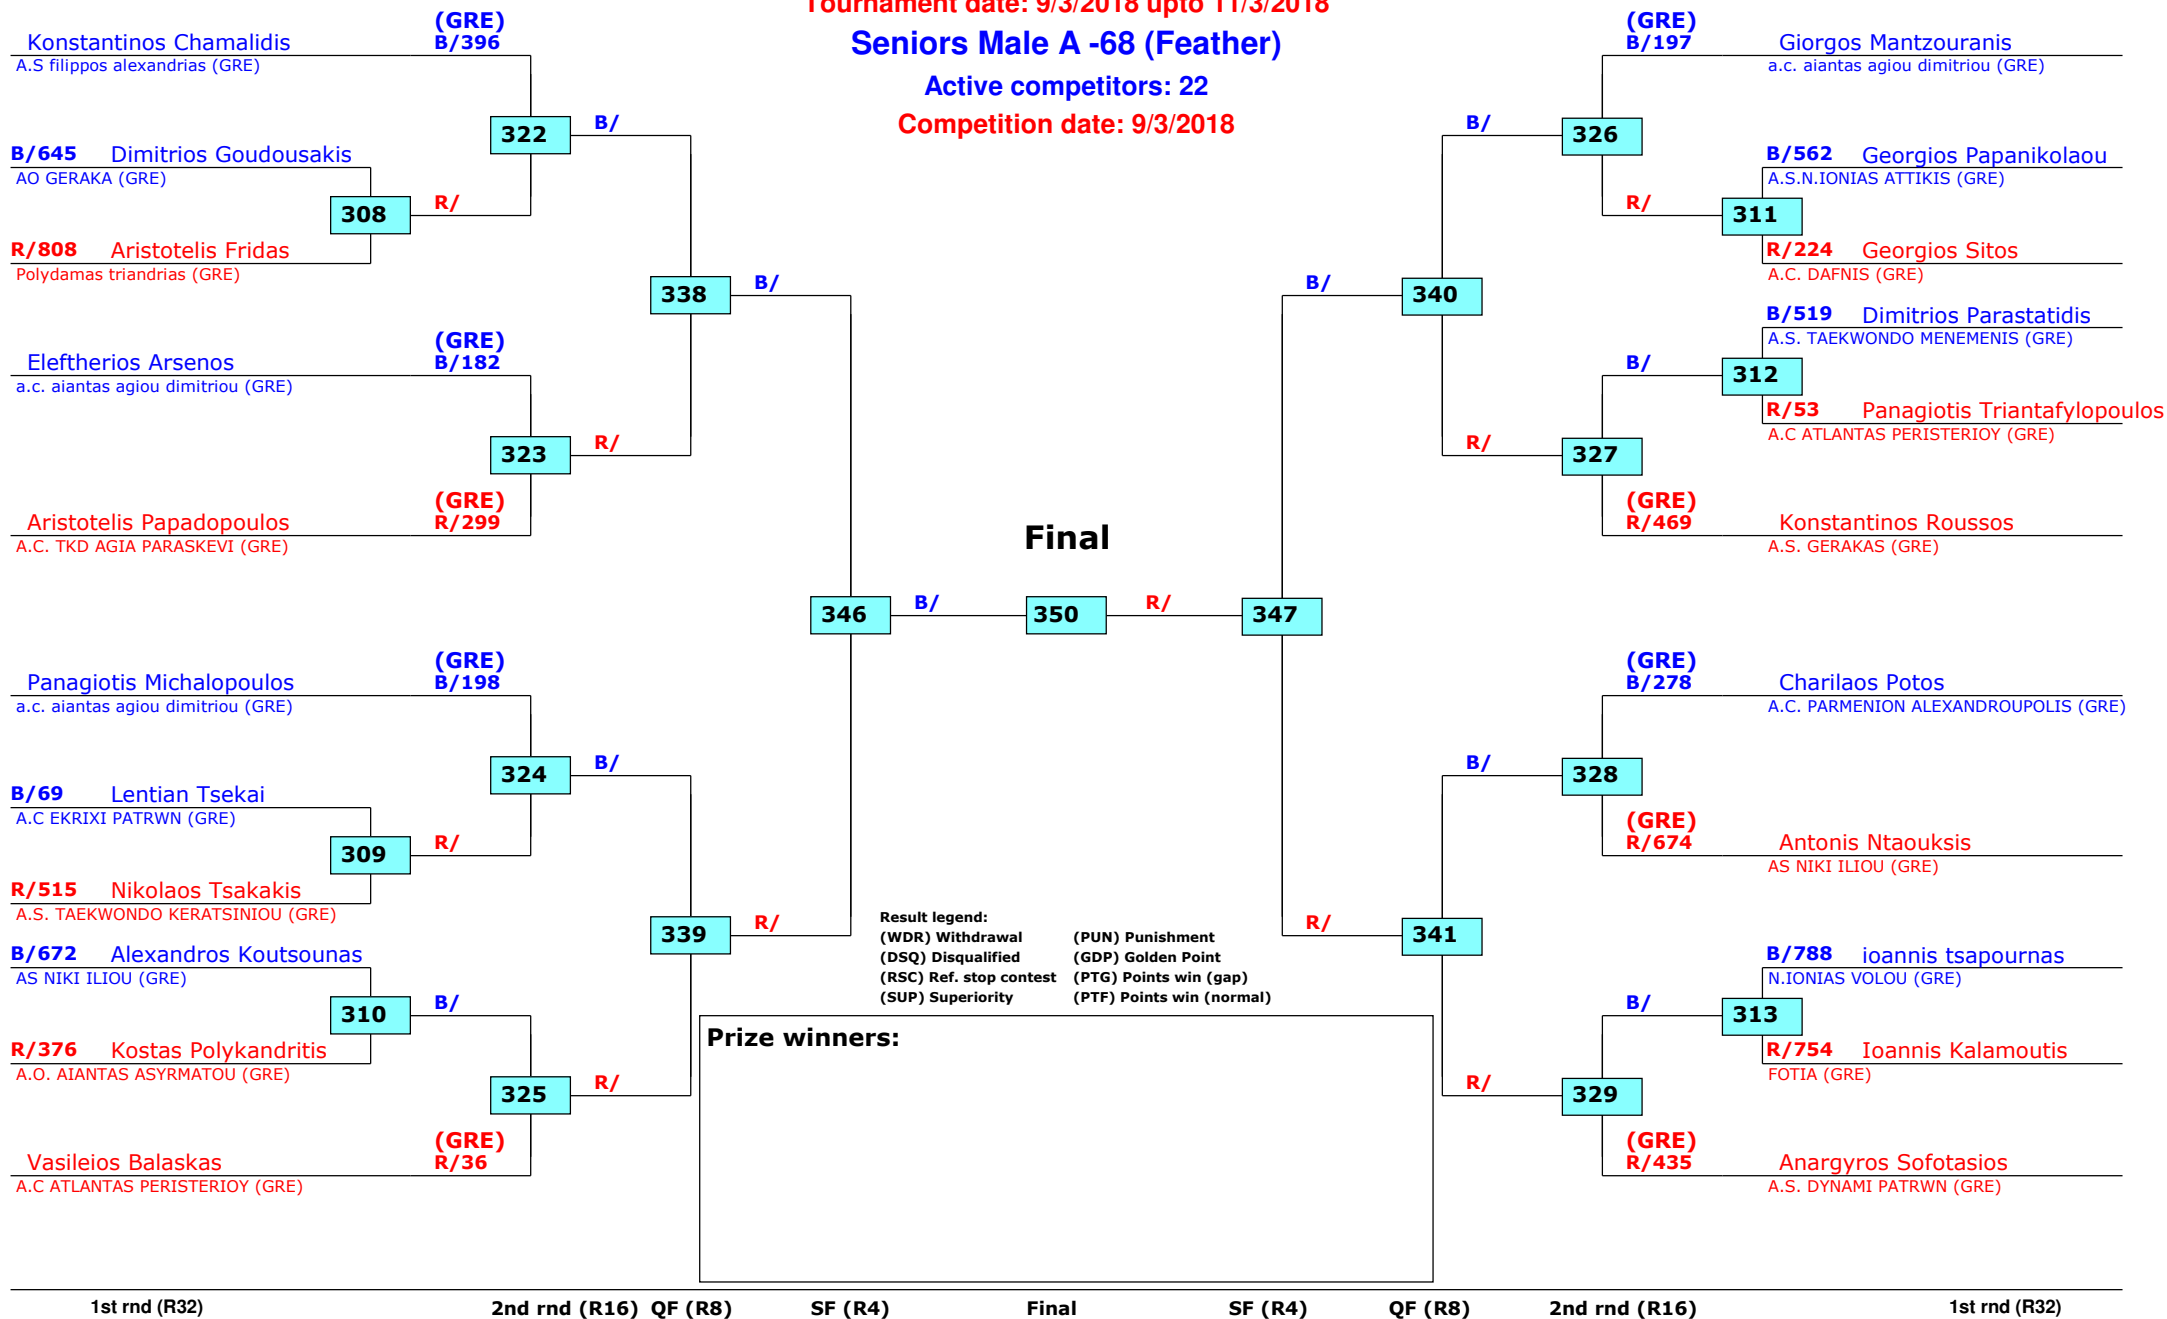 Tournament date: 9/3/2018 upto 11/3/2018
Seniors Male A -68 (Feather)
Active competitors: 22
Competition date: 9/3/2018
(GRE)
Konstantinos Chamalidis B/396
A.S filippos alexandrias (GRE)
322 B/
B/645 Dimitrios Goudousakis
AO GERAKA (GRE)
308 R/
R/808 Aristotelis Fridas
Polydamas triandrias (GRE)
338 B/
(GRE)
Eleftherios Arsenos B/182
a.c. aiantas agiou dimitriou (GRE)
323 R/
(GRE)
Aristotelis Papadopoulos R/299
A.C. TKD AGIA PARASKEVI (GRE)
346 B/
(GRE)
Panagiotis Michalopoulos B/198
a.c. aiantas agiou dimitriou (GRE)
324 B/
B/69 Lentian Tsekai
A.C EKRIXI PATRWN (GRE)
309 R/
R/515 Nikolaos Tsakakis
A.S. TAEKWONDO KERATSINIOU (GRE)
339 R/
B/672 Alexandros Koutsounas
AS NIKI ILIOU (GRE)
310 B/
R/376 Kostas Polykandritis
A.O. AIANTAS ASYRMATOU (GRE)
325 R/
(GRE)
Vasileios Balaskas R/36
A.C ATLANTAS PERISTERIOY (GRE)
Final
350
(GRE)
B/197 Giorgos Mantzouranis
a.c. aiantas agiou dimitriou (GRE)
B/ 326
B/562 Georgios Papanikolaou
A.S.N.IONIAS ATTIKIS (GRE)
R/ 311
R/224 Georgios Sitos
A.C. DAFNIS (GRE)
B/ 340
B/519 Dimitrios Parastatidis
A.S. TAEKWONDO MENEMENIS (GRE)
B/ 312
R/53 Panagiotis Triantafylopoulos
A.C ATLANTAS PERISTERIOY (GRE)
R/ 327
(GRE)
R/469 Konstantinos Roussos
A.S. GERAKAS (GRE)
R/ 347
(GRE)
B/278 Charilaos Potos
A.C. PARMENION ALEXANDROUPOLIS (GRE)
B/ 328
(GRE)
R/674 Antonis Ntaouksis
AS NIKI ILIOU (GRE)
R/ 341
B/788 ioannis tsapournas
N.IONIAS VOLOU (GRE)
B/ 313
R/754 Ioannis Kalamoutis
FOTIA (GRE)
R/ 329
(GRE)
R/435 Anargyros Sofotasios
A.S. DYNAMI PATRWN (GRE)
Result legend:
(WDR) Withdrawal (PUN) Punishment
(DSQ) Disqualified (GDP) Golden Point
(RSC) Ref. stop contest (PTG) Points win (gap)
(SUP) Superiority (PTF) Points win (normal)
Prize winners:
1st rnd (R32) 2nd rnd (R16) QF (R8) SF (R4) Final SF (R4) QF (R8) 2nd rnd (R16) 1st rnd (R32)